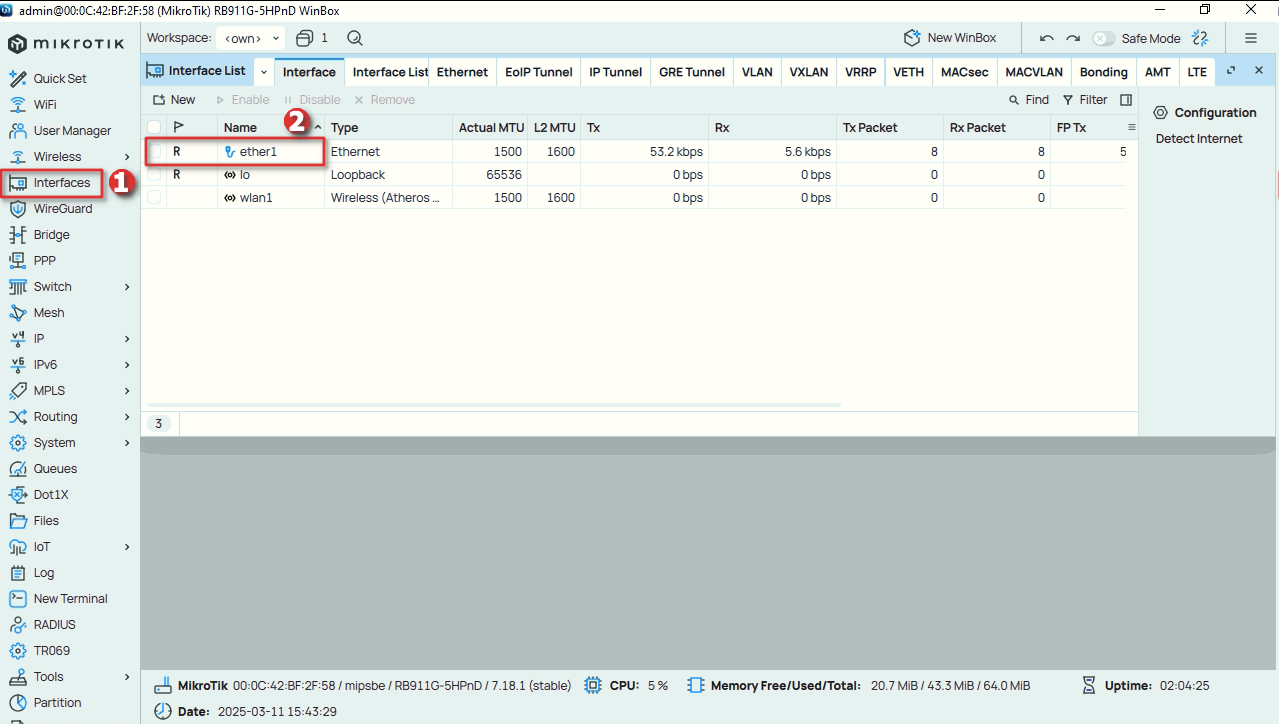 admin@00:0C:42:BF:2F:58 (MikroTik) RB911G-5HPnD WinBox
MIKROTIK
Workspace: <own> 1 New WinBox Safe Mode
Quick Set
WiFi
User Manager
Wireless
Interfaces 1
WireGuard
Bridge
PPP
Switch
Mesh
IP
IPv6
MPLS
Routing
System
Queues
Dot1X
Files
IoT
Log
New Terminal
RADIUS
TR069
Tools
Partition
Interface List Interface Interface List Ethernet EoIP Tunnel IP Tunnel GRE Tunnel VLAN VXLAN VRRP VETH MACsec MACVLAN Bonding AMT LTE
New Enable Disable Remove Find Filter
2
Name Type Actual MTU L2 MTU Tx Rx Tx Packet Rx Packet FP Tx
R ether1 Ethernet 1500 1600 53.2 kbps 5.6 kbps 8 8 5
R lo Loopback 65536 0 bps 0 bps 0 0
wlan1 Wireless (Atheros ... 1500 1600 0 bps 0 bps 0 0
3
Configuration
Detect Internet
MikroTik 00:0C:42:BF:2F:58 / mipsbe / RB911G-5HPnD / 7.18.1 (stable) CPU: 5 % Memory Free/Used/Total: 20.7 MiB / 43.3 MiB / 64.0 MiB Uptime: 02:04:25
Date: 2025-03-11 15:43:29